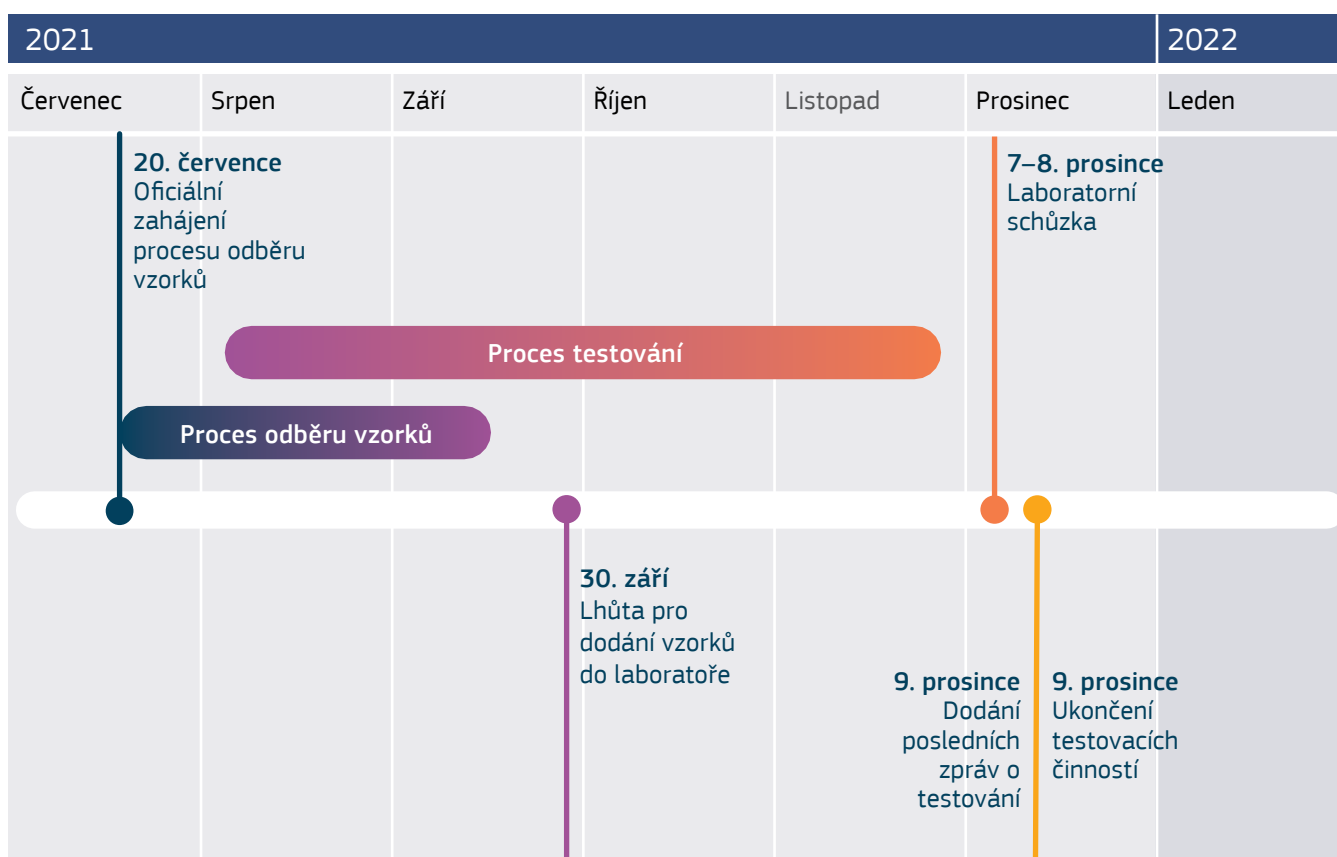 2021
2022
Červenec
Srpen
Září
Říjen
Listopad
Prosinec
Leden
20. července
Oficiální
zahájení
procesu odběru
vzorků
7–8. prosince
Laboratorní
schůzka
Proces testování
Proces odběru vzorků
30. září
Lhůta pro
dodání vzorků
do laboratoře
9. prosince
Dodání
posledních
zpráv o
testování
9. prosince
Ukončení
testovacích
činností